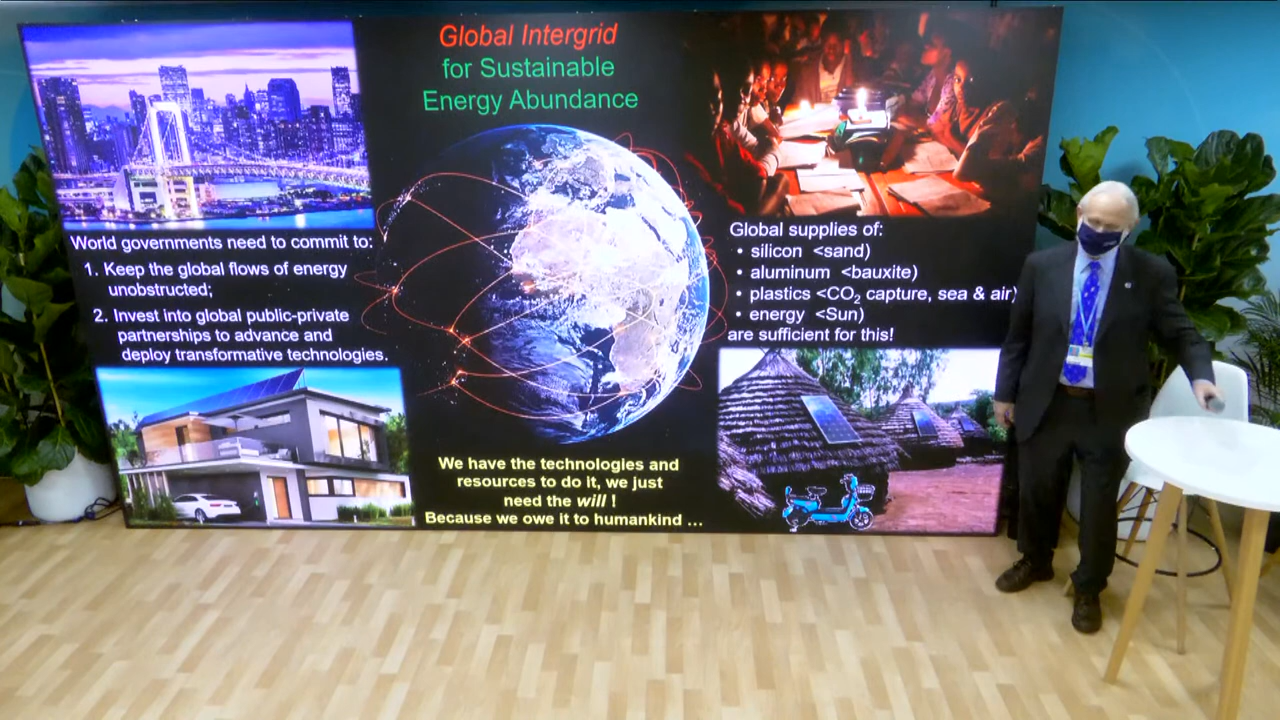 Global Intergrid
for Sustainable
Energy Abundance
World governments need to commit to:
1. Keep the global flows of energy
unobstructed;
2. Invest into global public-private
partnerships to advance and
deploy transformative technologies.
Global supplies of:
• silicon <sand)
• aluminum <bauxite)
• plastics <CO₂ capture, sea & air)
• energy <Sun)
are sufficient for this!
We have the technologies and
resources to do it, we just
need the will !
Because we owe it to humankind ...